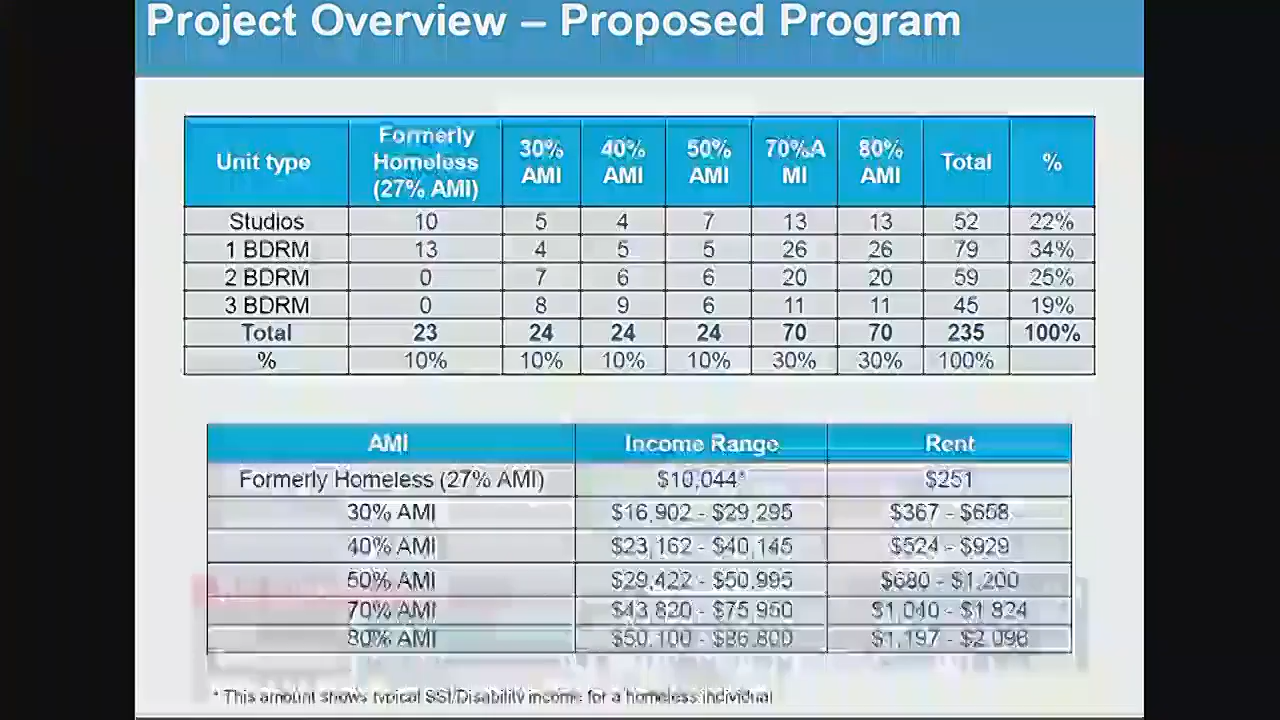 Project Overview – Proposed Program
Unit type | Formerly Homeless (27% AMI) | 30% AMI | 40% AMI | 50% AMI | 70%A MI | 80% AMI | Total | %
Studios | 10 | 5 | 4 | 7 | 13 | 13 | 52 | 22%
1 BDRM | 13 | 4 | 5 | 5 | 26 | 26 | 79 | 34%
2 BDRM | 0 | 7 | 6 | 6 | 20 | 20 | 59 | 25%
3 BDRM | 0 | 8 | 9 | 6 | 11 | 11 | 45 | 19%
Total | 23 | 24 | 24 | 24 | 70 | 70 | 235 | 100%
% | 10% | 10% | 10% | 10% | 30% | 30% | 100%
AMI | Income Range | Rent
Formerly Homeless (27% AMI) | $10,044* | $251
30% AMI | $16,902 - $29,295 | $367 - $658
40% AMI | $23,162 - $40,145 | $524 - $929
50% AMI | $29,422 - $50,995 | $680 - $1,200
70% AMI | $43,820 - $75,950 | $1,040 - $1,824
80% AMI | $50,100 - $86,800 | $1,197 - $2,096
* This amount shows typical SSI/Disability income for a homeless individual